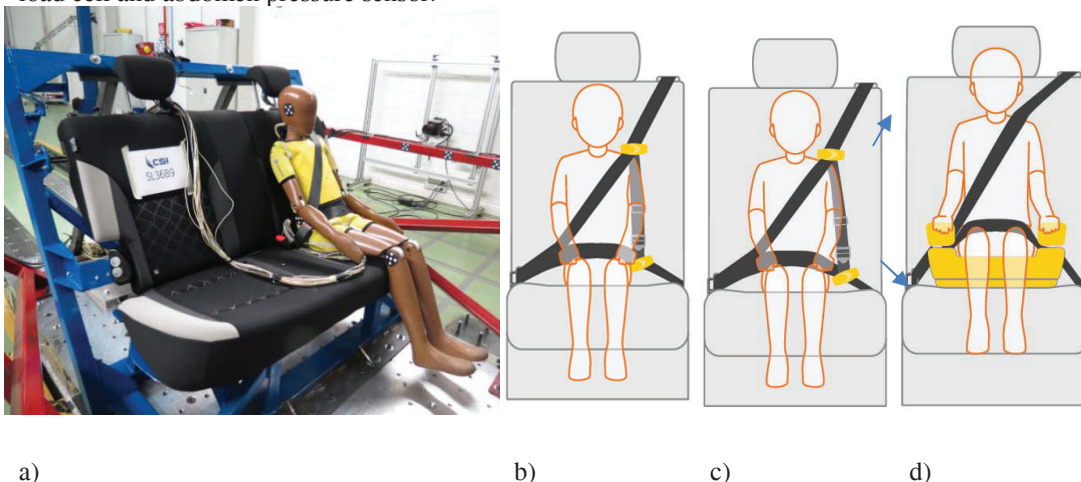 load cell and abdomen pressure sensor.
CSI
SL3689
a)
b)
c)
d)